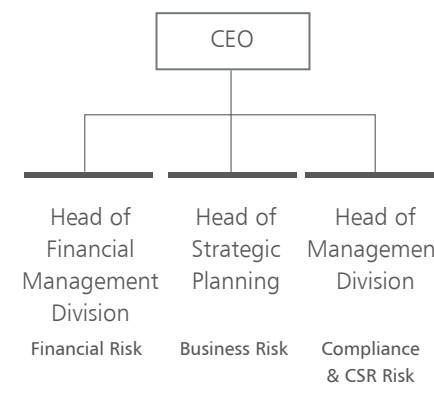 CEO
Head of
Financial
Management
Division
Financial Risk
Head of
Strategic
Planning
Business Risk
Head of
Managemen
Division
Compliance
& CSR Risk